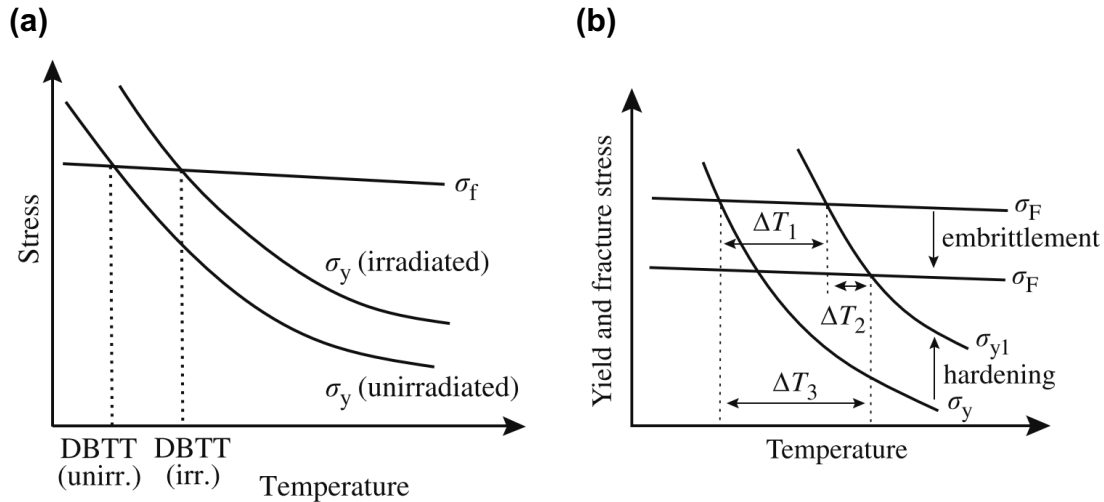 (a)
Stress
σf
σy (irradiated)
σy (unirradiated)
DBTT
(unirr.)
DBTT
(irr.)
Temperature
(b)
Yield and fracture stress
σF
ΔT1
embrittlement
σF
ΔT2
σy1
hardening
ΔT3
σy
Temperature